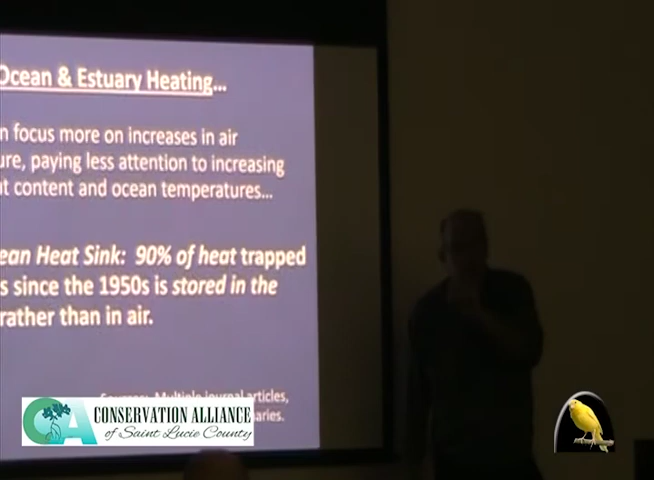 Ocean & Estuary Heating...
n focus more on increases in air
ure, paying less attention to increasing
t content and ocean temperatures...
ean Heat Sink: 90% of heat trapped
s since the 1950s is stored in the
rather than in air.
Sources: Multiple journal articles,
aries.
CA
CONSERVATION ALLIANCE
of Saint Lucie County